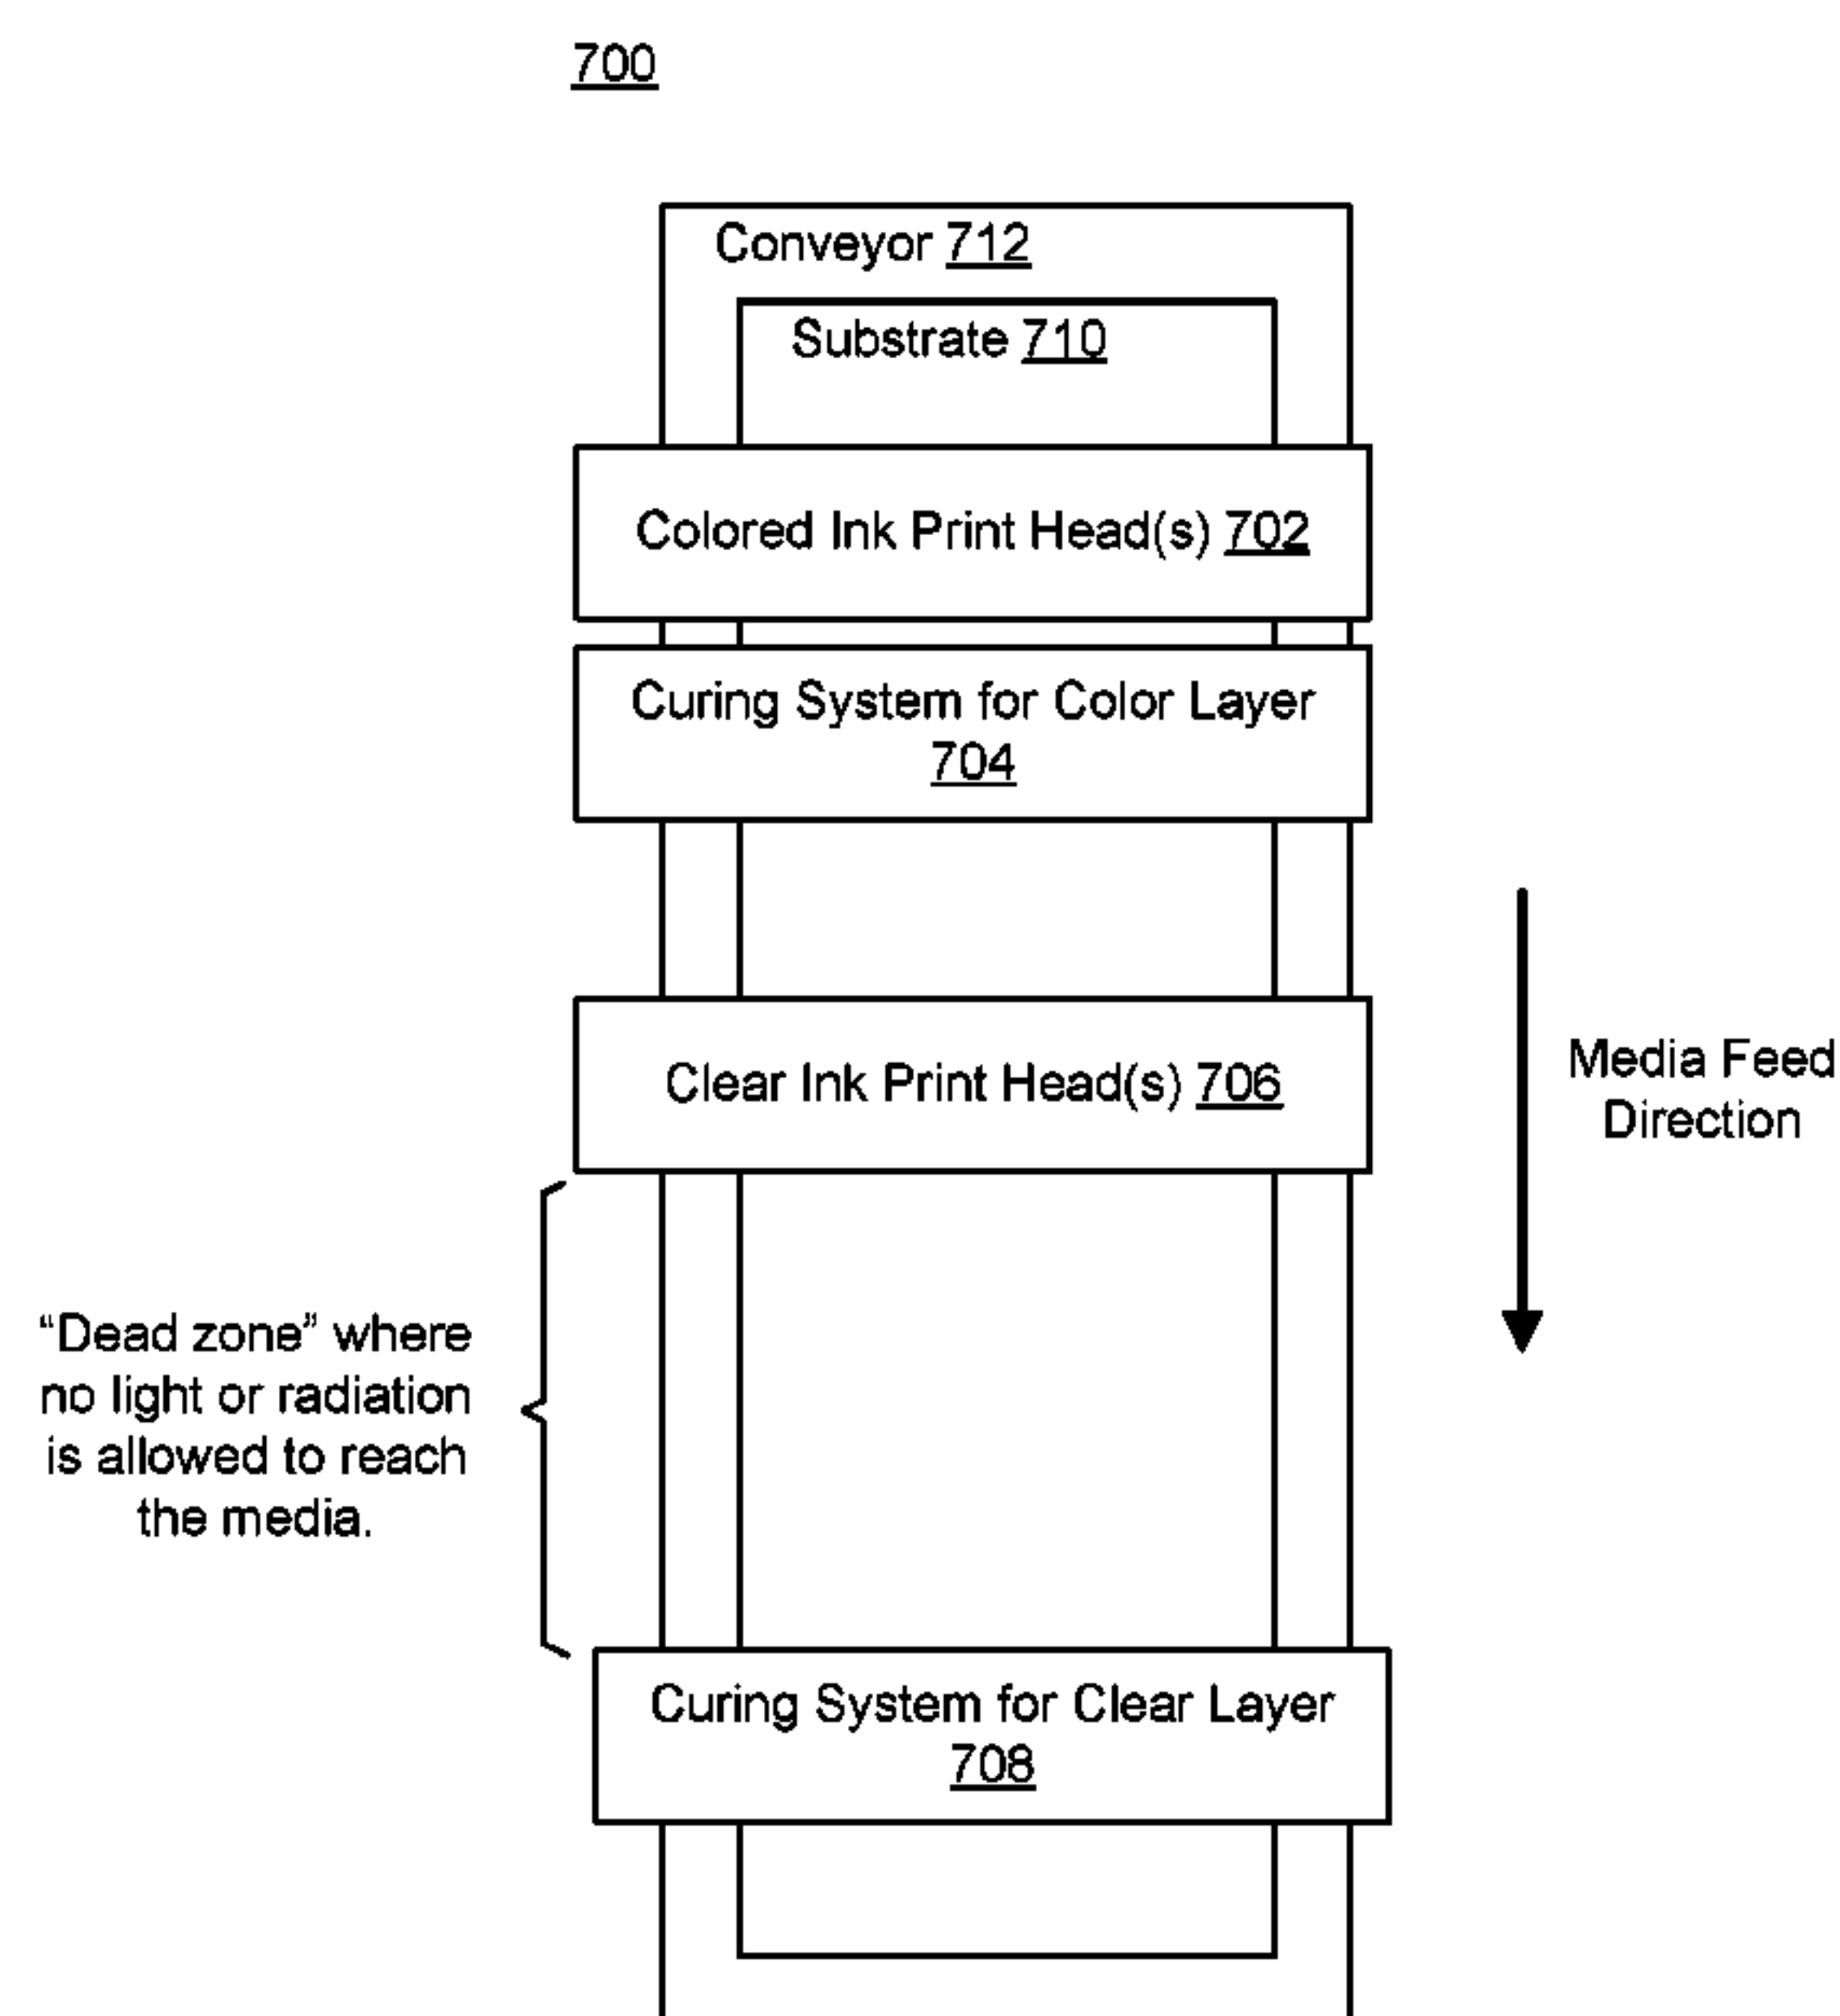 700
Conveyor 712
Substrate 710
Colored Ink Print Head(s) 702
Curing System for Color Layer
704
Clear Ink Print Head(s) 706
Media Feed
Direction
“Dead zone” where
no light or radiation
is allowed to reach
the media.
Curing System for Clear Layer
708